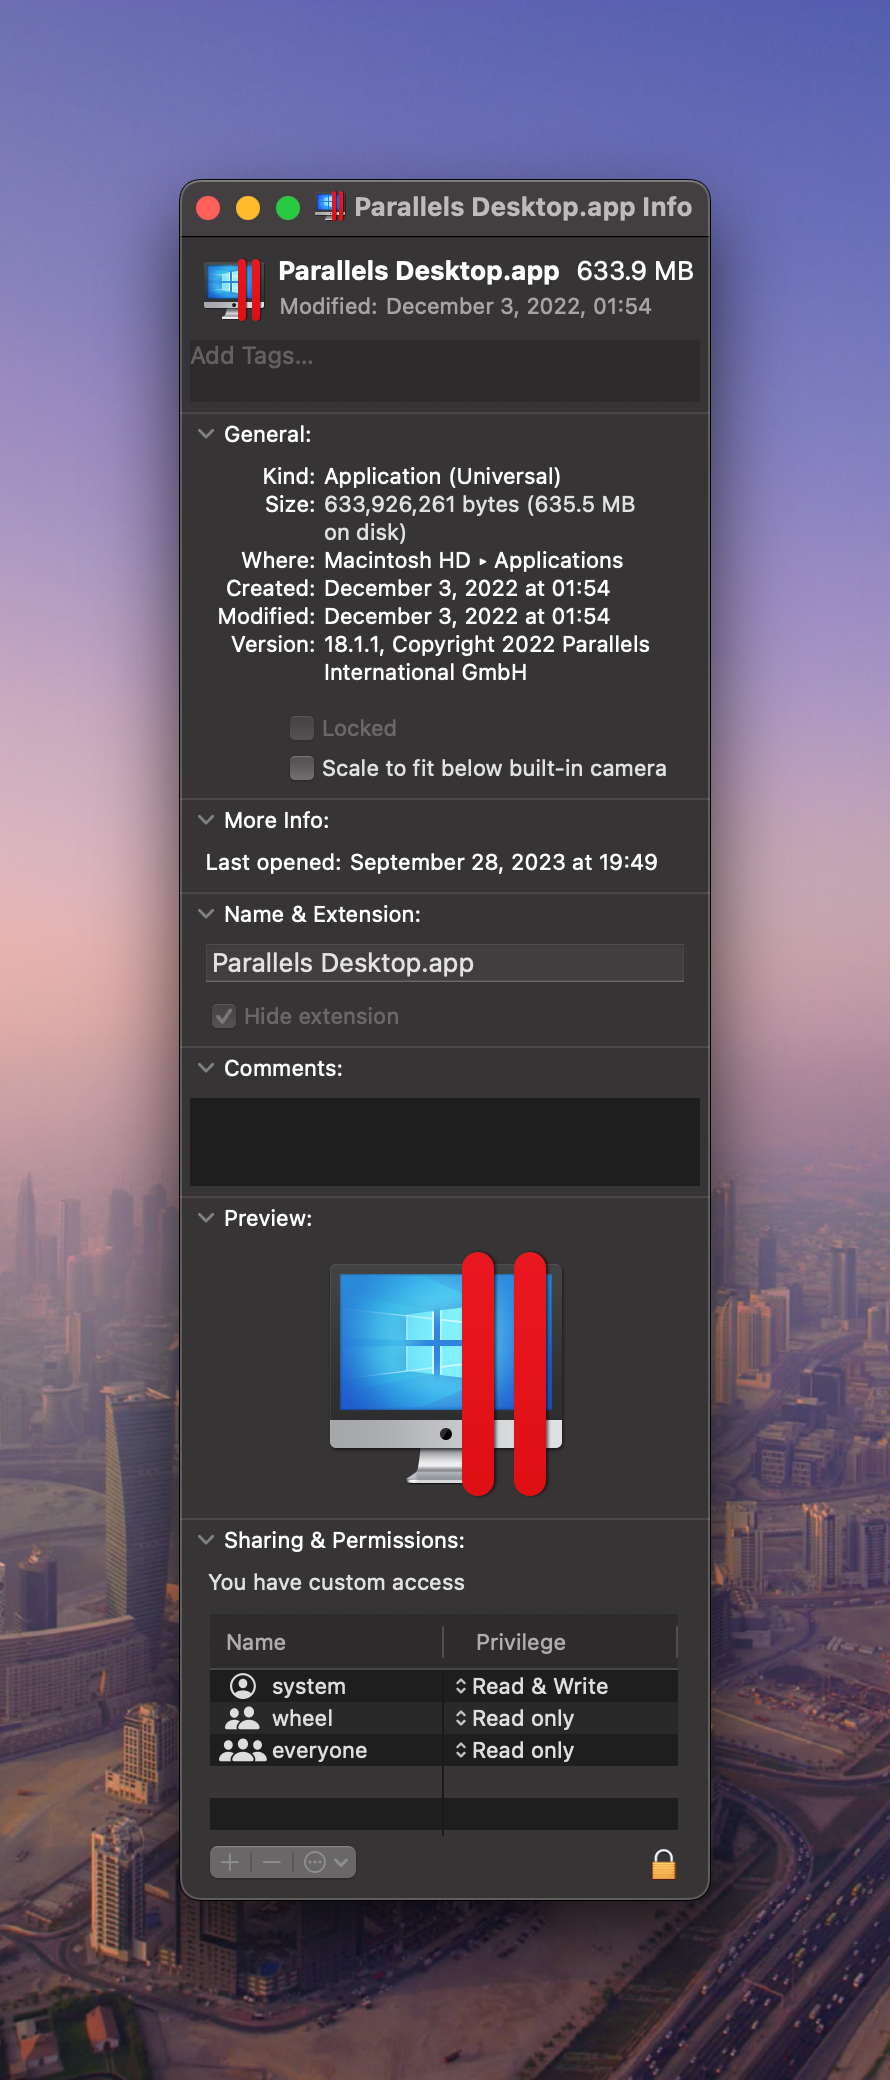 Parallels Desktop.app Info
Parallels Desktop.app 633.9 MB
Modified: December 3, 2022, 01:54
Add Tags...
General:
Kind: Application (Universal)
Size: 633,926,261 bytes (635.5 MB
on disk)
Where: Macintosh HD ▸ Applications
Created: December 3, 2022 at 01:54
Modified: December 3, 2022 at 01:54
Version: 18.1.1, Copyright 2022 Parallels
International GmbH
Locked
Scale to fit below built-in camera
More Info:
Last opened: September 28, 2023 at 19:49
Name & Extension:
Parallels Desktop.app
Hide extension
Comments:
Preview:
Sharing & Permissions:
You have custom access
Name Privilege
system Read & Write
wheel Read only
everyone Read only